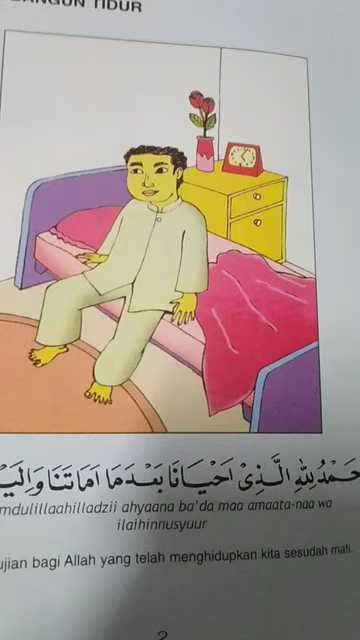 BANGUN TIDUR
حَمْدُ لِلّٰهِ الَّذِىْ اَحْيَانَا بَعْدَمَا اَمَاتَنَا وَاِلَيْ
mdulillaahilladzii ahyaana ba'da maa amaata-naa wa
ilaihinnusyuur
ujian bagi Allah yang telah menghidupkan kita sesudah mati.
2